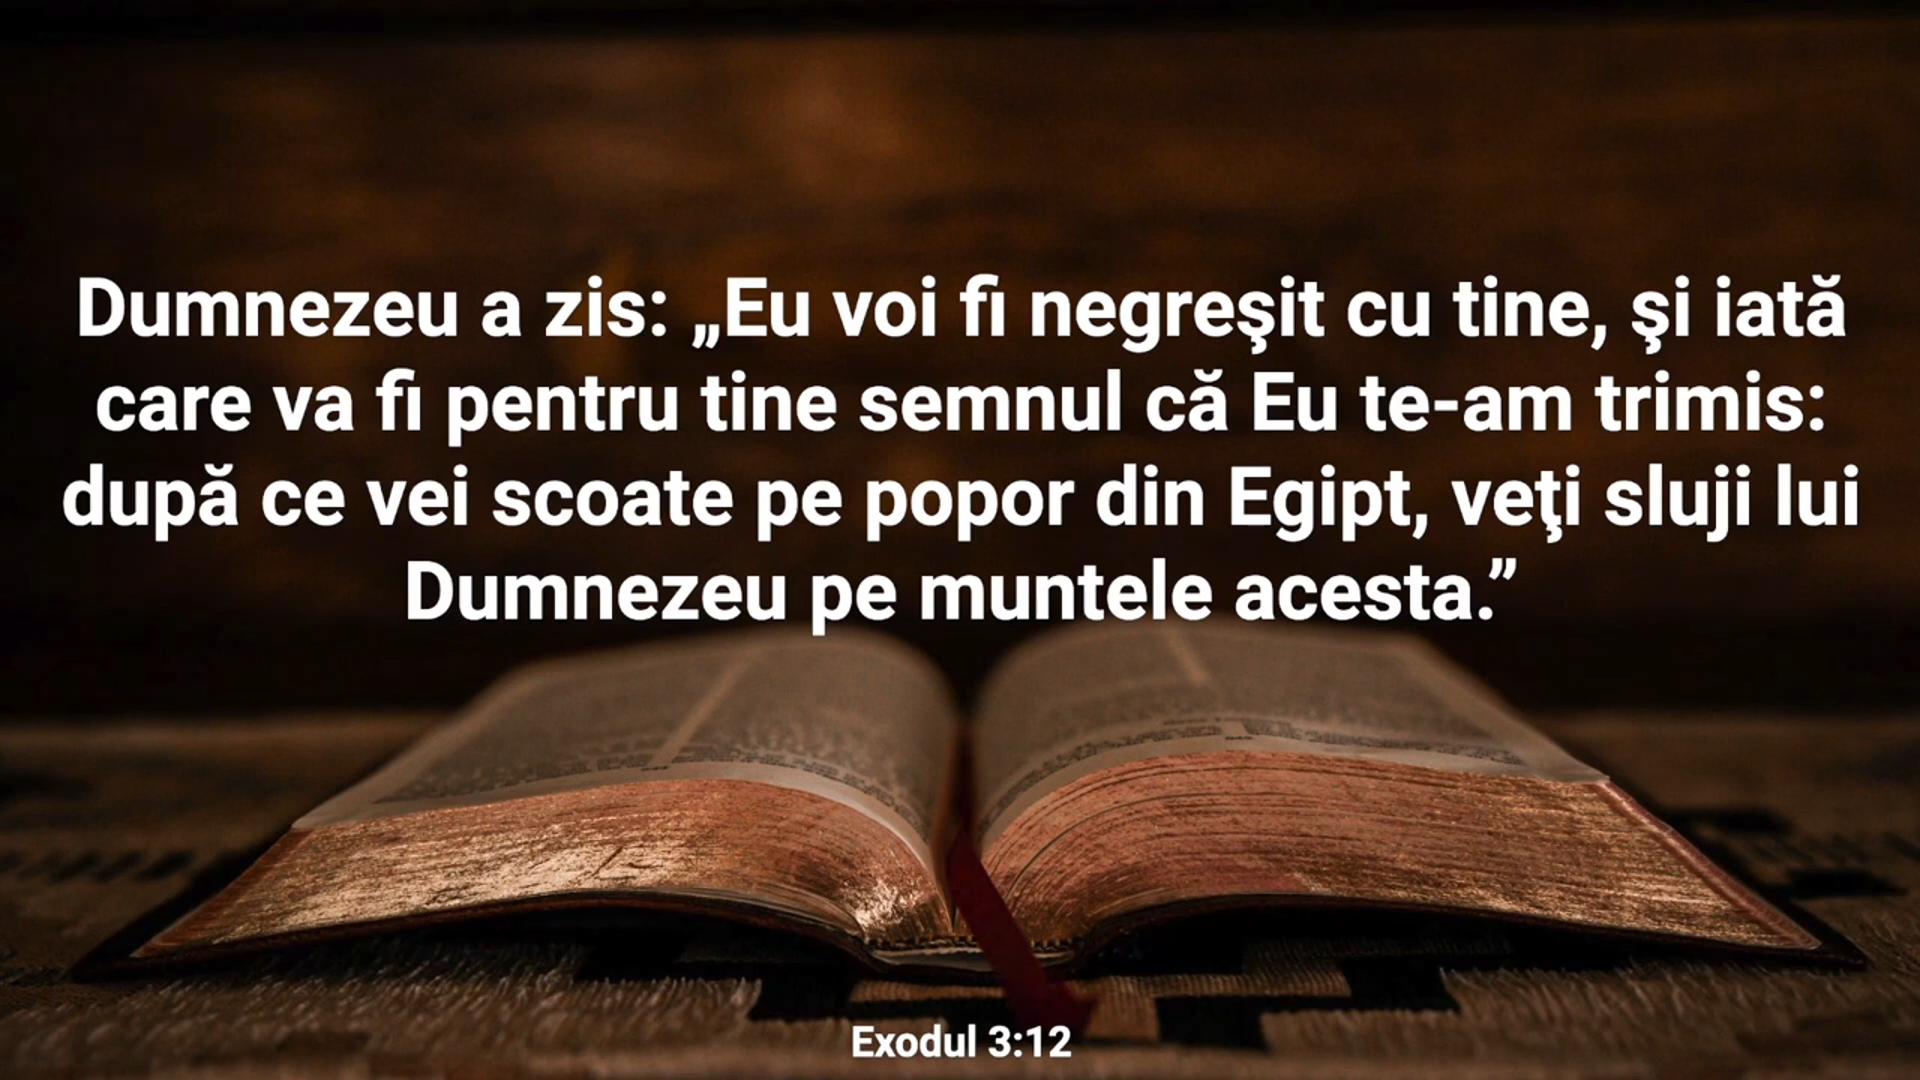 Dumnezeu a zis: „Eu voi fi negreşit cu tine, şi iată
care va fi pentru tine semnul că Eu te-am trimis:
după ce vei scoate pe popor din Egipt, veţi sluji lui
Dumnezeu pe muntele acesta.”
Exodul 3:12